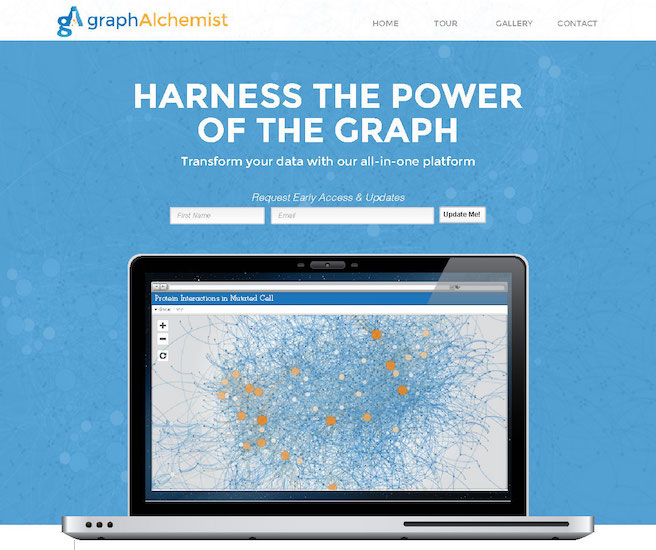 gA graphAlchemist
HOME TOUR GALLERY CONTACT
HARNESS THE POWER
OF THE GRAPH
Transform your data with our all-in-one platform
Request Early Access & Updates
First Name Email Update Me!
Protein Interactions in Mutated Cell